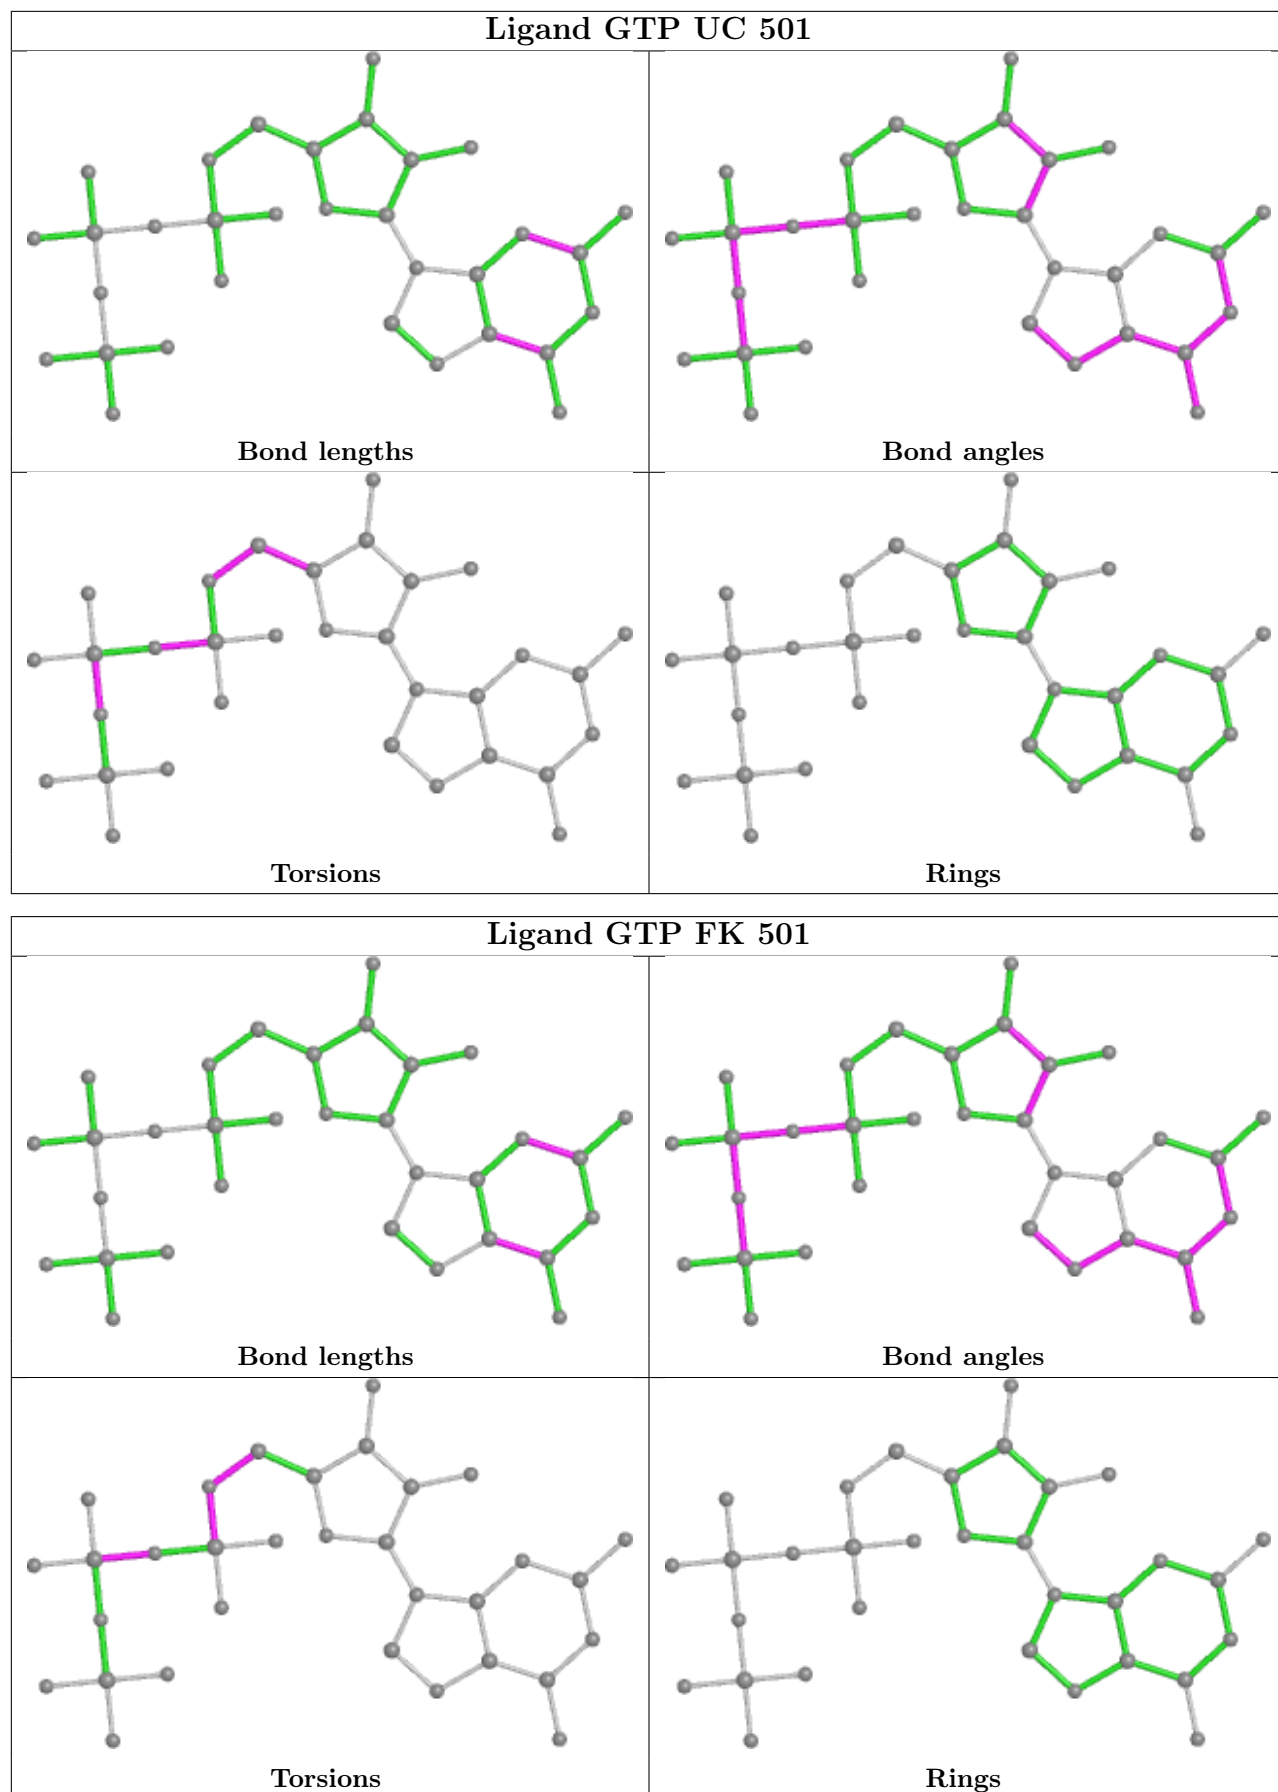 Ligand GTP UC 501
Bond lengths
Bond angles
Torsions
Rings
Ligand GTP FK 501
Bond lengths
Bond angles
Torsions
Rings